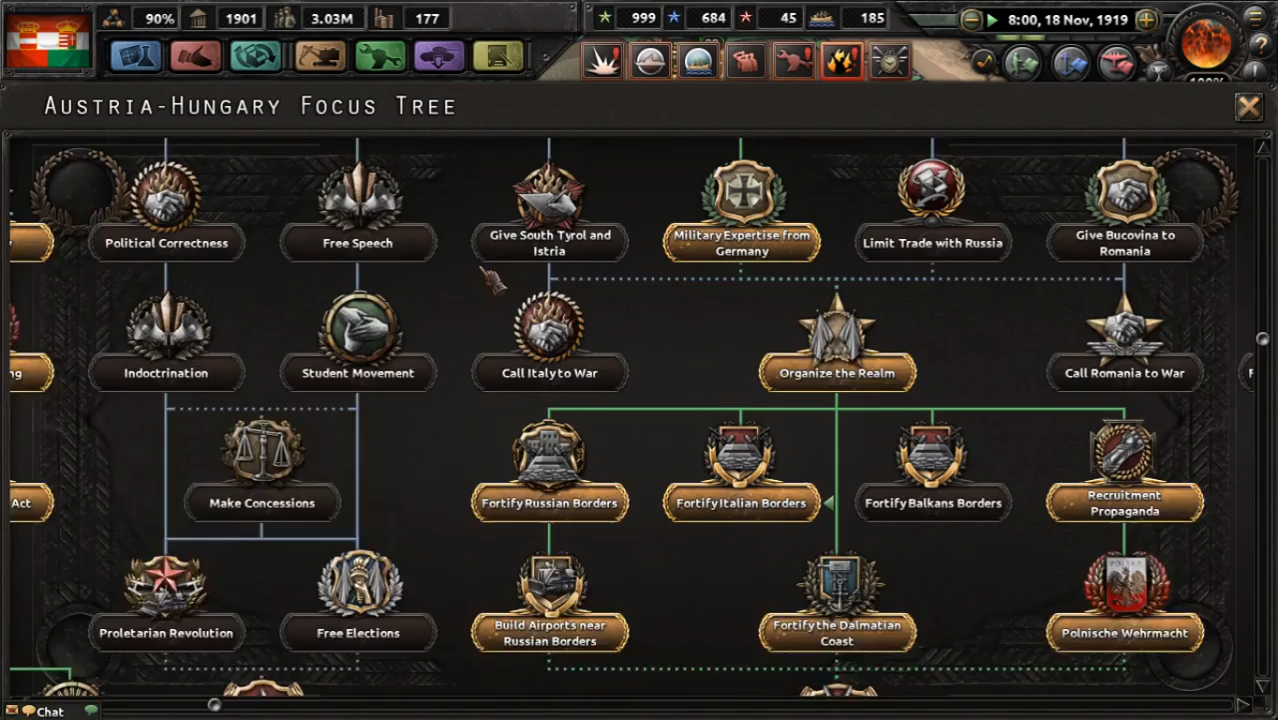 90%
1901
3.03M
177
999
684
45
185
8:00, 18 Nov, 1919
100%
Austria-Hungary Focus Tree
Political Correctness
Free Speech
Give South Tyrol and
Istria
Military Expertise from
Germany
Limit Trade with Russia
Give Bucovina to
Romania
Indoctrination
Student Movement
Call Italy to War
Organize the Realm
Call Romania to War
Act
Make Concessions
Fortify Russian Borders
Fortify Italian Borders
Fortify Balkans Borders
Recruitment
Propaganda
Proletarian Revolution
Free Elections
Build Airports near
Russian Borders
Fortify the Dalmatian
Coast
POLSKA
Polnische Wehrmacht
Chat